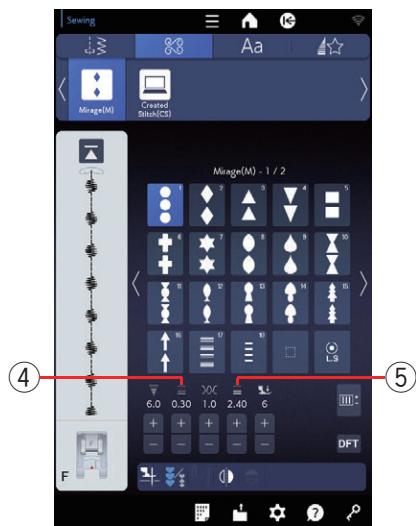 Sewing
Aa
Mirage(M)
Created
Stitch(CS)
Mirage(M) - 1 / 2
1 2 3 4 5
6 7 8 9 10
11 12 13 14 15
16 17 18 L.S
4 5
6.0 0.30 1.0 2.40 6
+ + + + +
- - - - -
DFT
F
?